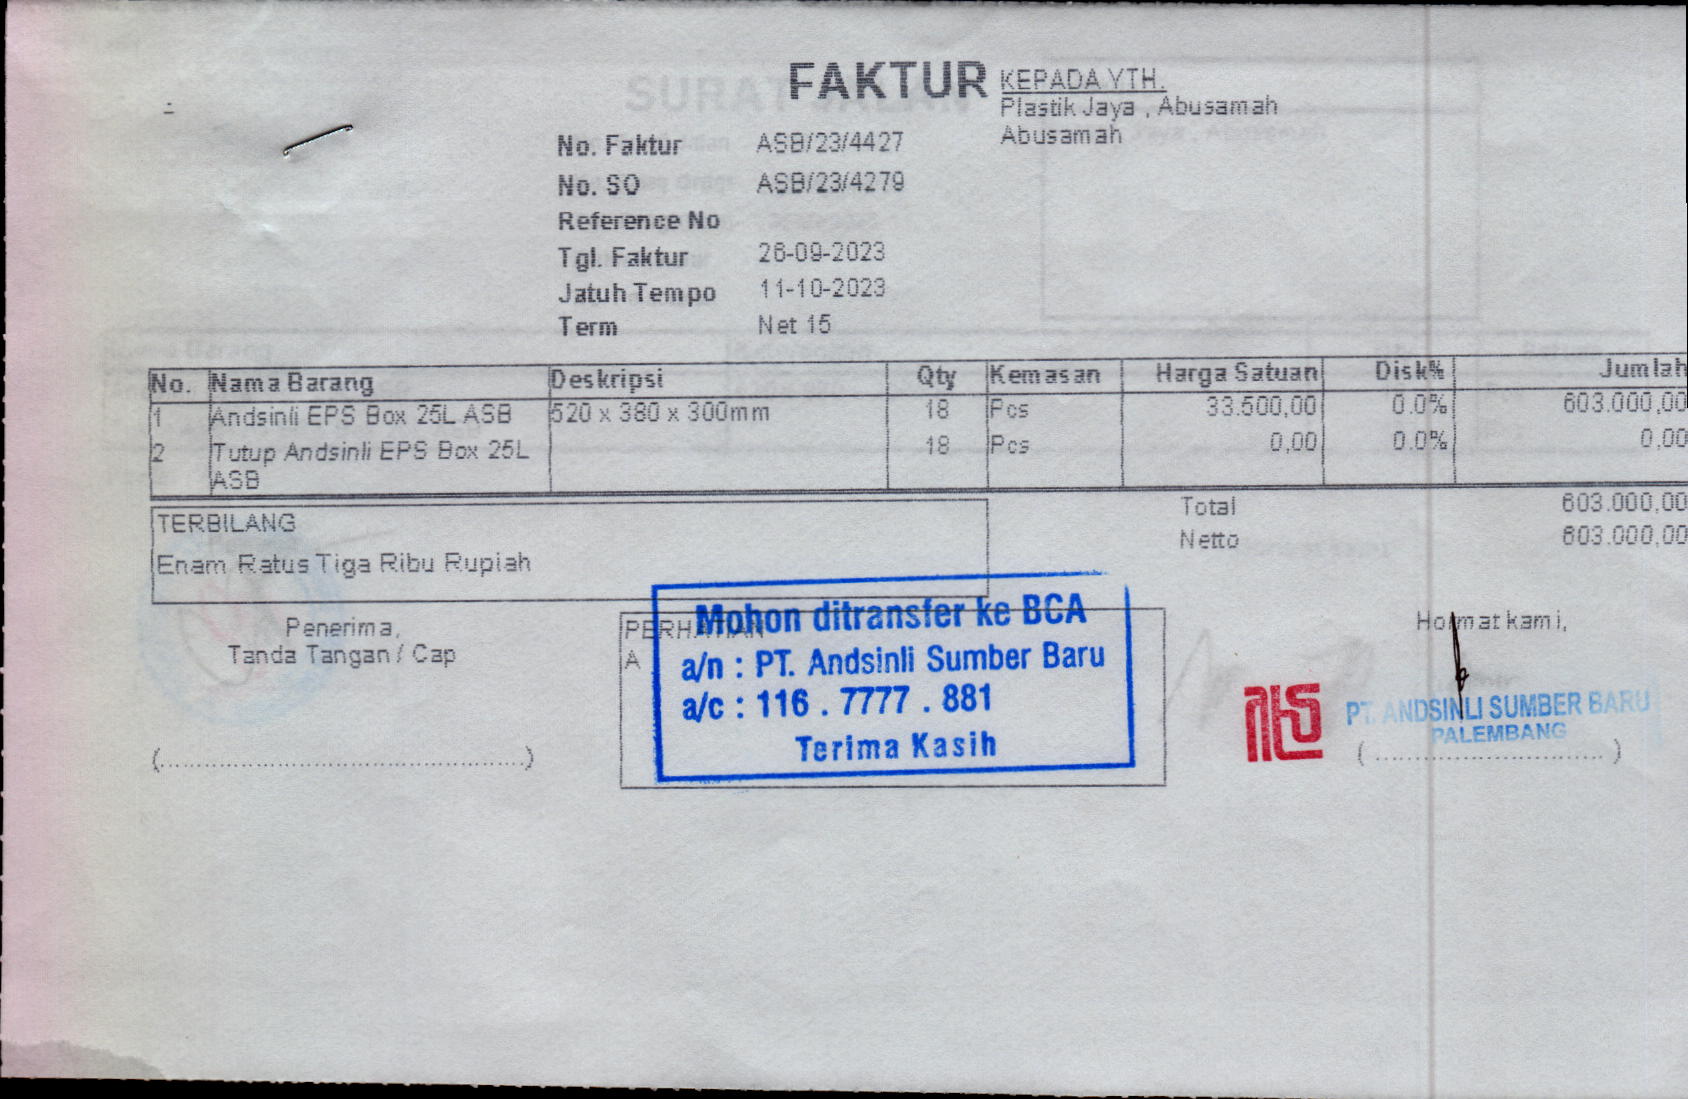 FAKTUR
KEPADA YTH.
Plastik Jaya , Abusamah
Abusamah
No. Faktur ASB/23/4427
No. SO ASB/23/4279
Reference No
Tgl. Faktur 26-09-2023
Jatuh Tempo 11-10-2023
Term Net 15
No. Nama Barang Deskripsi Qty Kemasan Harga Satuan Disk% Jumlah
1 Andsinli EPS Box 25L ASB 520 x 380 x 300mm 18 Pcs 33.500,00 0.0% 603.000,00
2 Tutup Andsinli EPS Box 25L 18 Pcs 0,00 0.0% 0,00
ASB
Total 603.000,00
Netto 603.000,00
TERBILANG
Enam Ratus Tiga Ribu Rupiah
Penerima,
Tanda Tangan / Cap
(............................................)
PERHATIAN
A
Mohon ditransfer ke BCA
a/n : PT. Andsinli Sumber Baru
a/c : 116 . 7777 . 881
Terima Kasih
Hormat kami,
PT. ANDSINLI SUMBER BARU
PALEMBANG
(............................)